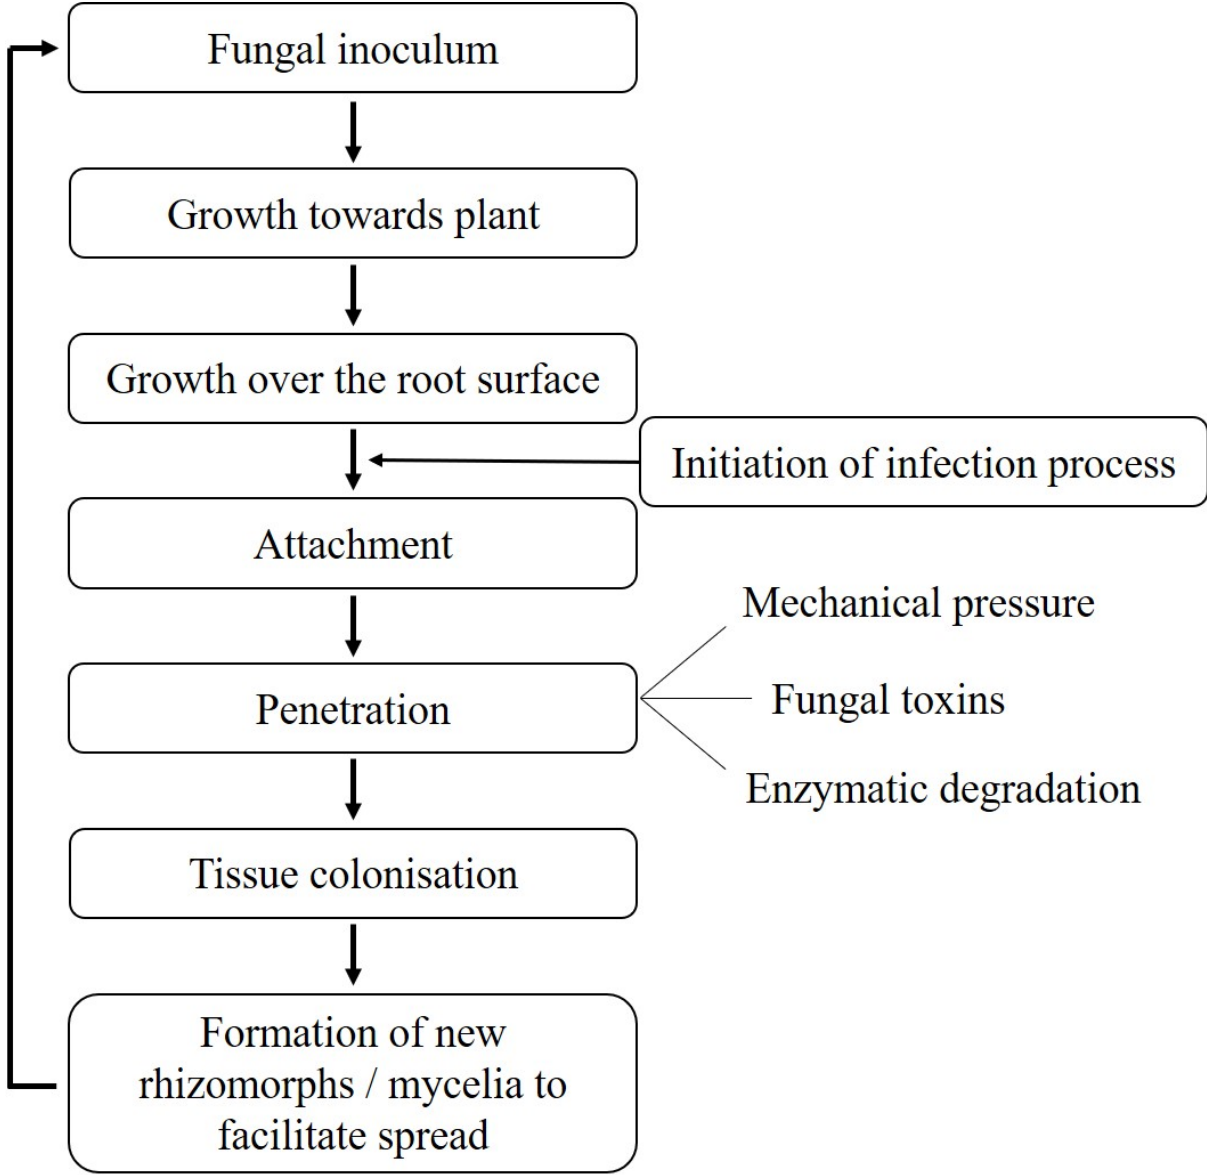 Fungal inoculum
Growth towards plant
Growth over the root surface
Initiation of infection process
Attachment
Mechanical pressure
Penetration
Fungal toxins
Enzymatic degradation
Tissue colonisation
Formation of new
rhizomorphs / mycelia to
facilitate spread